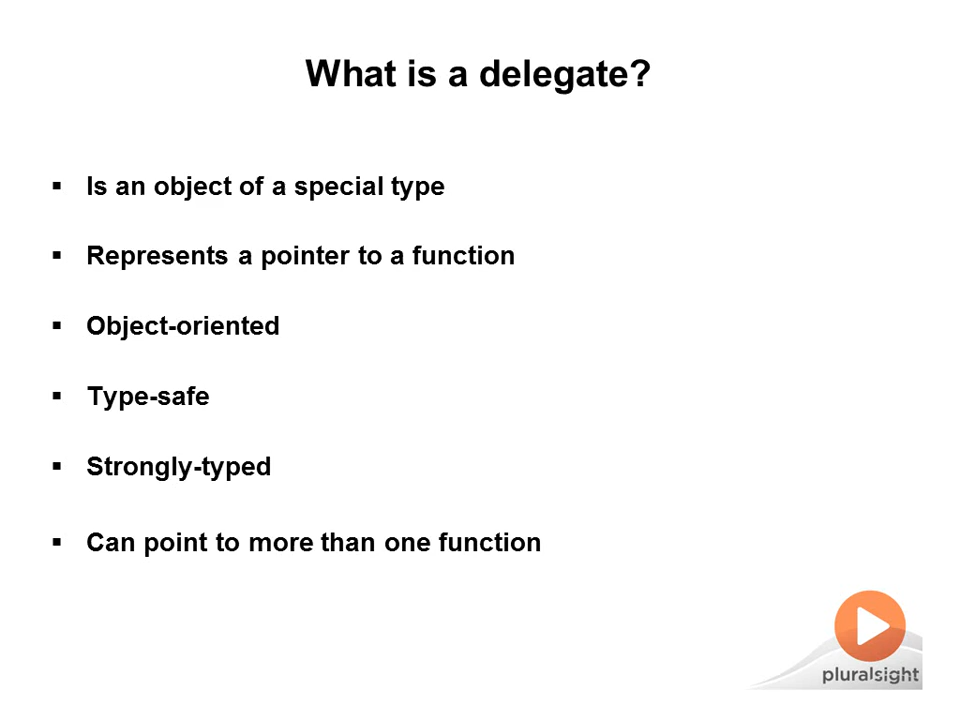 What is a delegate?
▪ Is an object of a special type
▪ Represents a pointer to a function
▪ Object-oriented
▪ Type-safe
▪ Strongly-typed
▪ Can point to more than one function
pluralsight